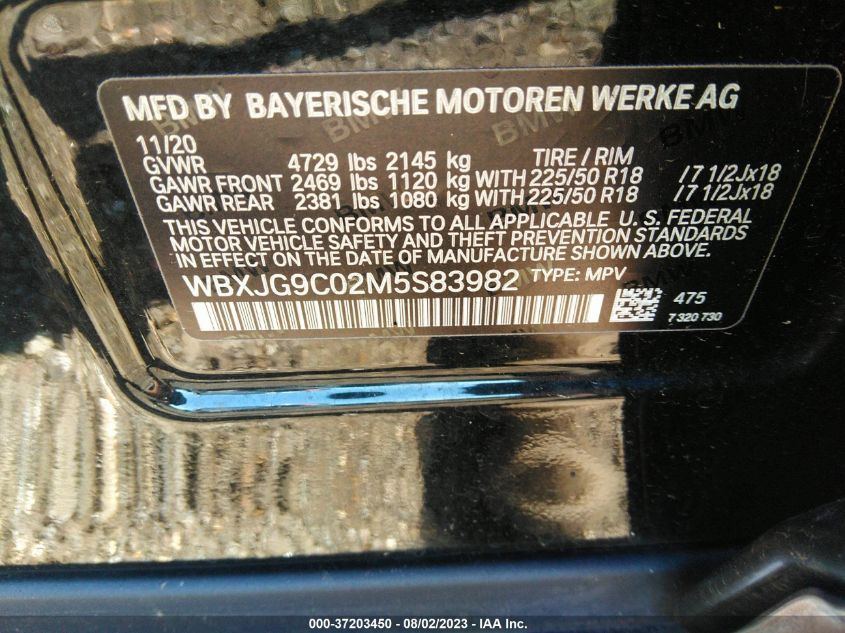 MFD BY BAYERISCHE MOTOREN WERKE AG
11/20
GVWR 4729 lbs 2145 kg TIRE / RIM
GAWR FRONT 2469 lbs 1120 kg WITH 225/50 R18 /7 1/2Jx18
GAWR REAR 2381 lbs 1080 kg WITH 225/50 R18 /7 1/2Jx18
THIS VEHICLE CONFORMS TO ALL APPLICABLE U. S. FEDERAL
MOTOR VEHICLE SAFETY AND THEFT PREVENTION STANDARDS
IN EFFECT ON THE DATE OF MANUFACTURE SHOWN ABOVE.
WBXJG9C02M5S83982 TYPE: MPV
475
7 320 730
000-37203450 - 08/02/2023 - IAA Inc.